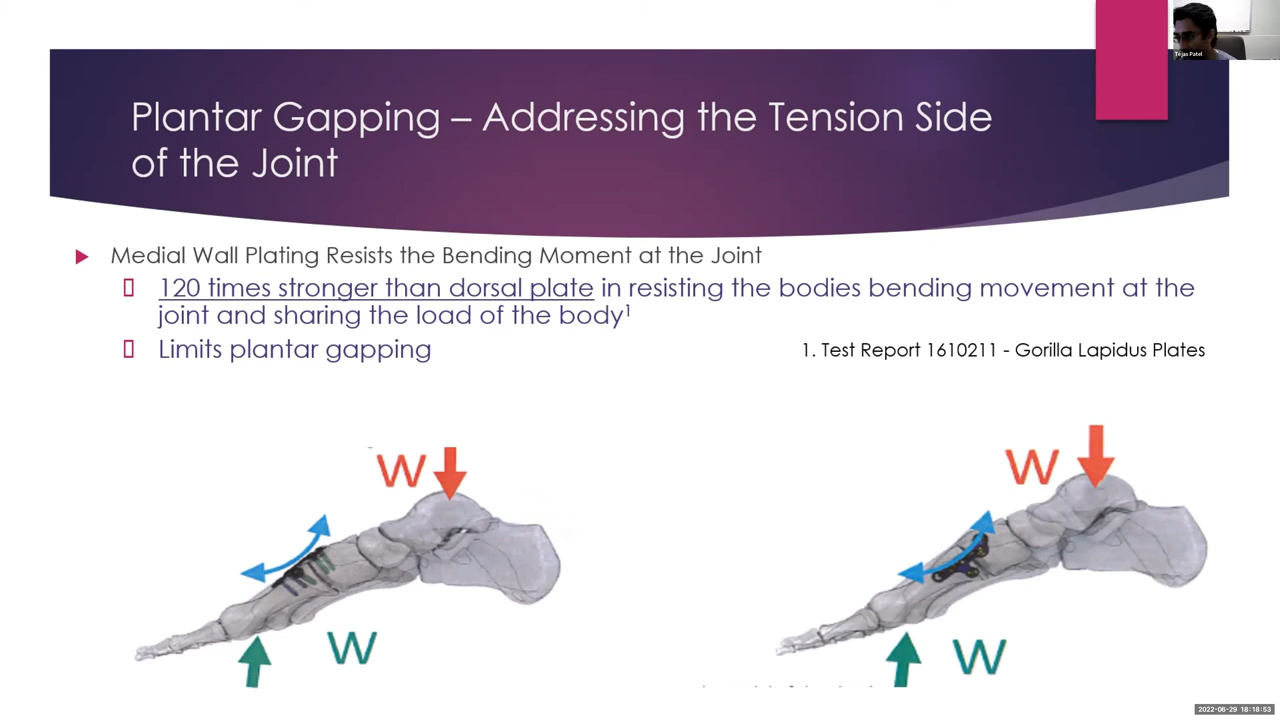 Tejas Patel
Plantar Gapping – Addressing the Tension Side
of the Joint
Medial Wall Plating Resists the Bending Moment at the Joint
120 times stronger than dorsal plate in resisting the bodies bending movement at the
joint and sharing the load of the body¹
Limits plantar gapping
1. Test Report 1610211 - Gorilla Lapidus Plates
W
W
W
W
2022-06-29 18:18:53